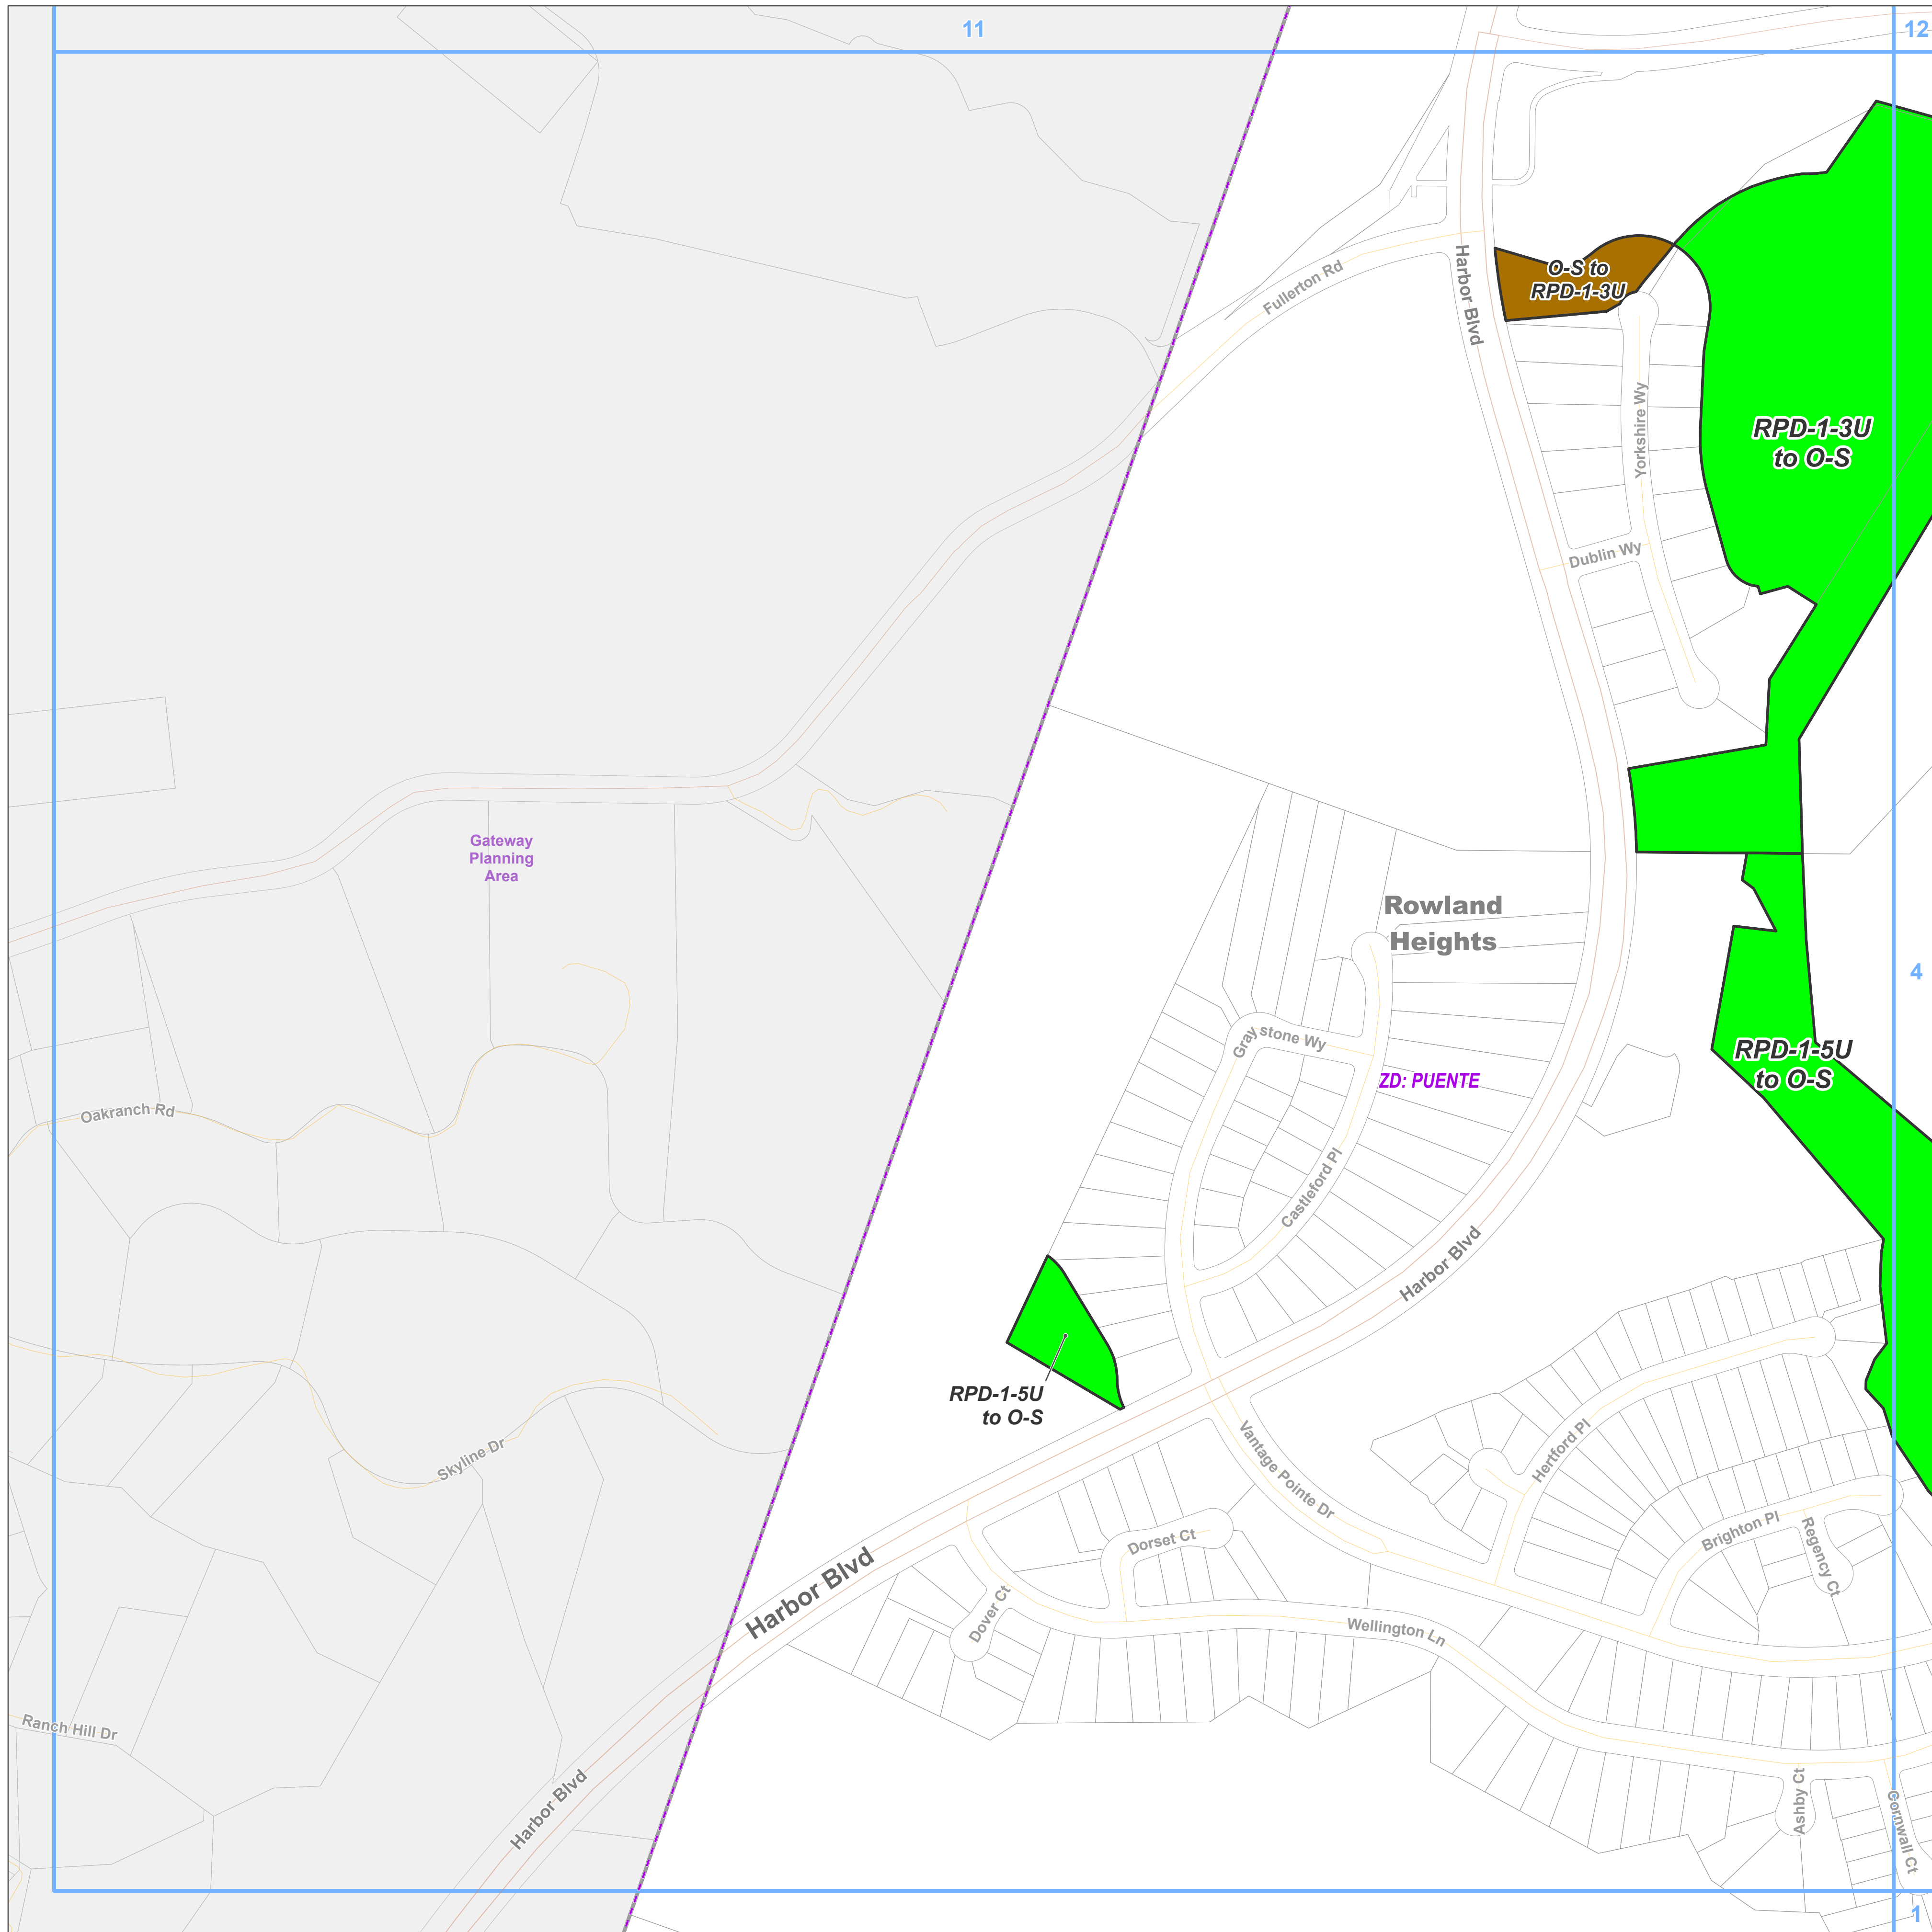 11
12
Fullerton Rd
Harbor Blvd
O-S to
RPD-1-3U
Yorkshire Wy
RPD-1-3U
to O-S
Dublin Wy
Gateway
Planning
Area
Rowland
Heights
4
Graystone Wy
ZD: PUENTE
RPD-1-5U
to O-S
Oakranch Rd
Castleford Pl
Harbor Blvd
RPD-1-5U
to O-S
Skyline Dr
Vantage Pointe Dr
Hertford Pl
Brighton Pl
Regency Ct
Dorset Ct
Harbor Blvd
Dover Ct
Wellington Ln
Ranch Hill Dr
Harbor Blvd
Ashby Ct
Cornwall Ct
1